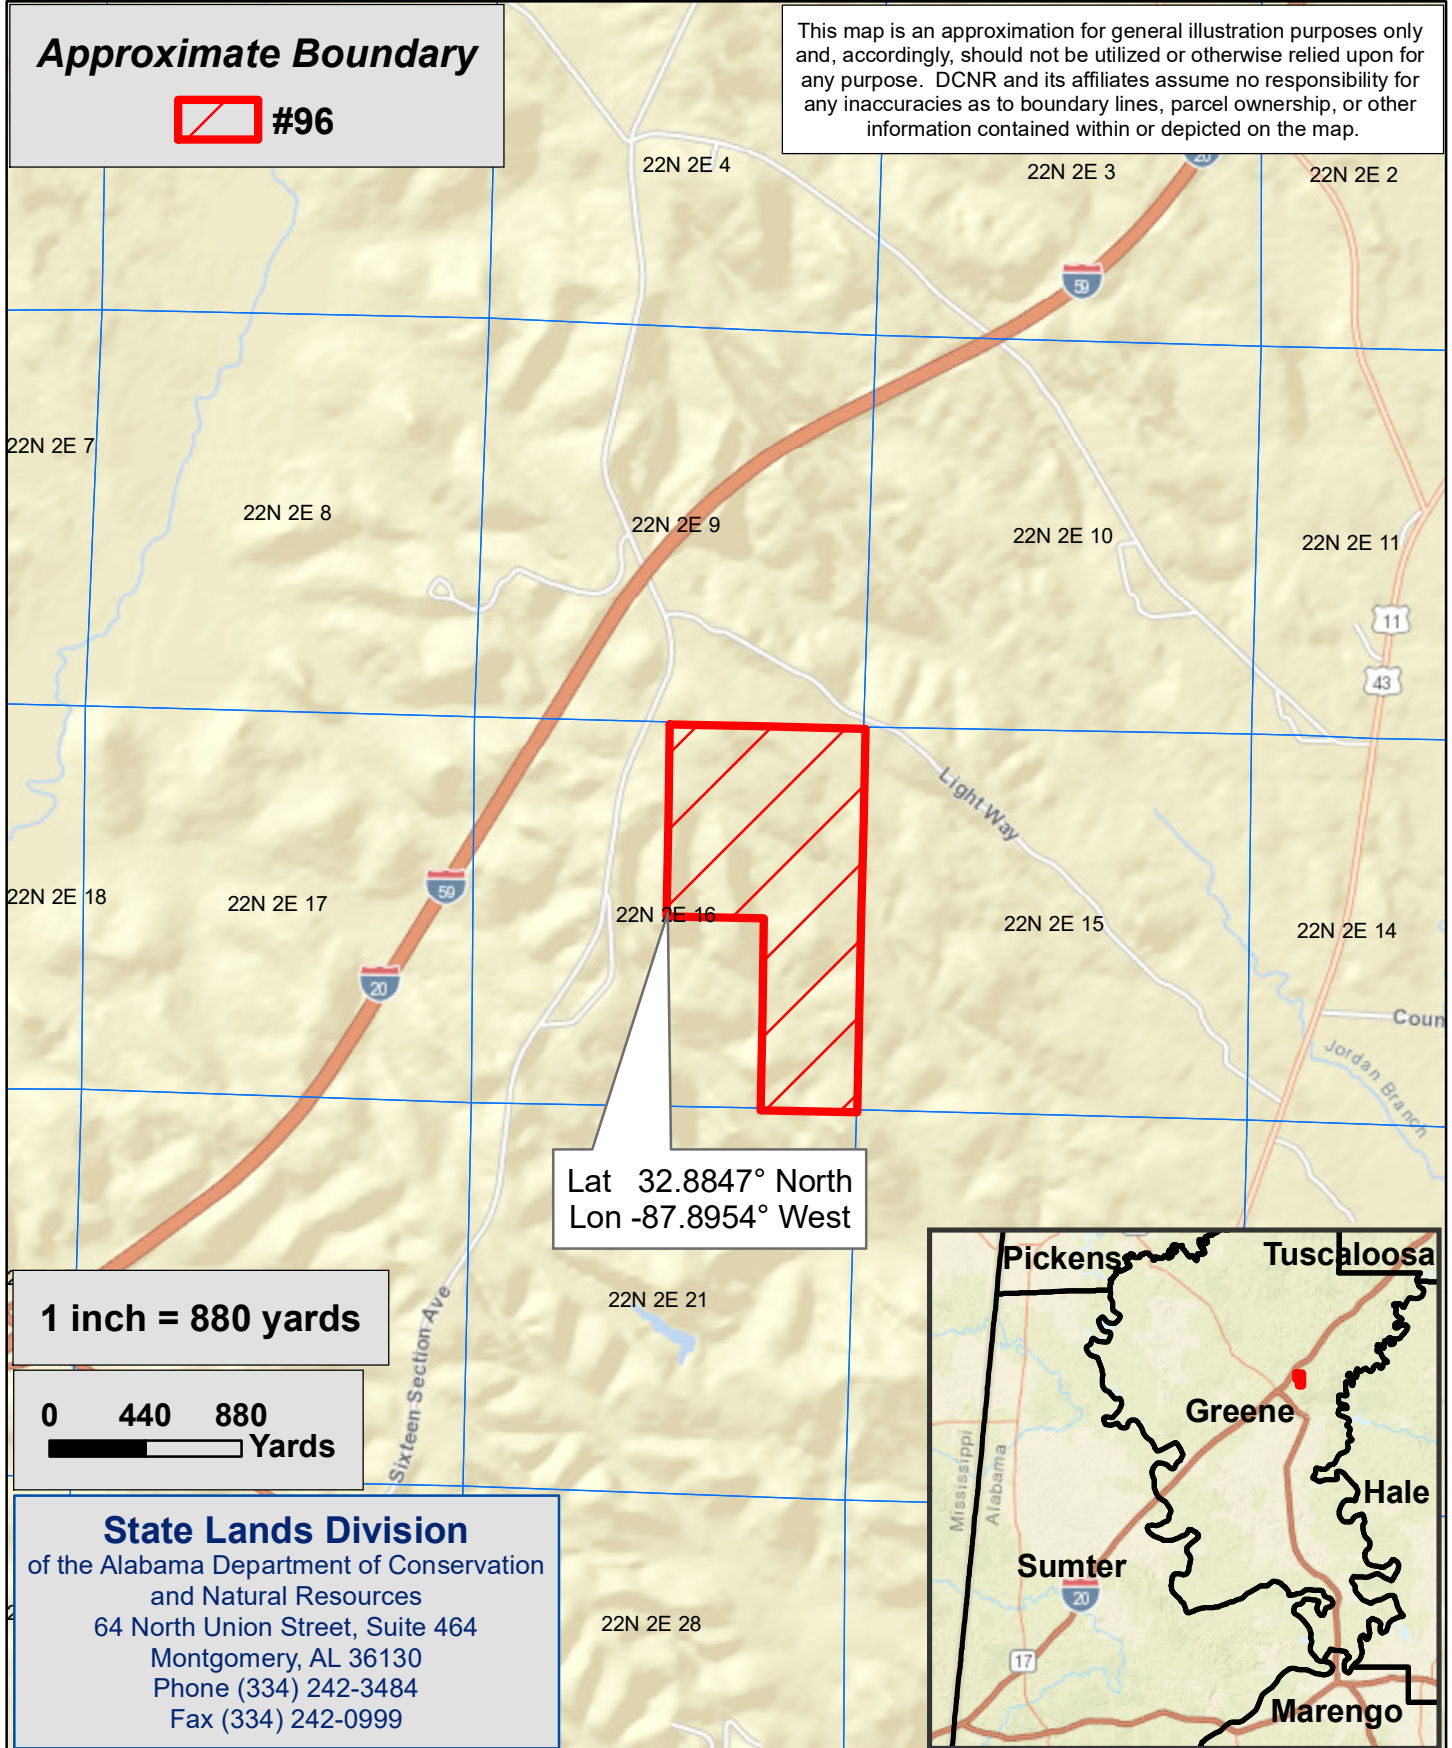 Approximate Boundary
#96
This map is an approximation for general illustration purposes only
and, accordingly, should not be utilized or otherwise relied upon for
any purpose. DCNR and its affiliates assume no responsibility for
any inaccuracies as to boundary lines, parcel ownership, or other
information contained within or depicted on the map.
20
22N 2E 4
22N 2E 3
22N 2E 2
59
22N 2E 7
22N 2E 8
22N 2E 9
22N 2E 10
22N 2E 11
11
43
Light Way
22N 2E 18
22N 2E 17
59
22N 2E 16
22N 2E 15
22N 2E 14
20
Coun
Jordan Branch
Lat 32.8847° North
Lon -87.8954° West
22N 2E 21
Sixteen Section Ave
1 inch = 880 yards
0 440 880
Yards
22N 2E 28
State Lands Division
of the Alabama Department of Conservation
and Natural Resources
64 North Union Street, Suite 464
Montgomery, AL 36130
Phone (334) 242-3484
Fax (334) 242-0999
Pickens
Tuscaloosa
Greene
Mississippi
Alabama
Hale
Sumter
20
17
Marengo